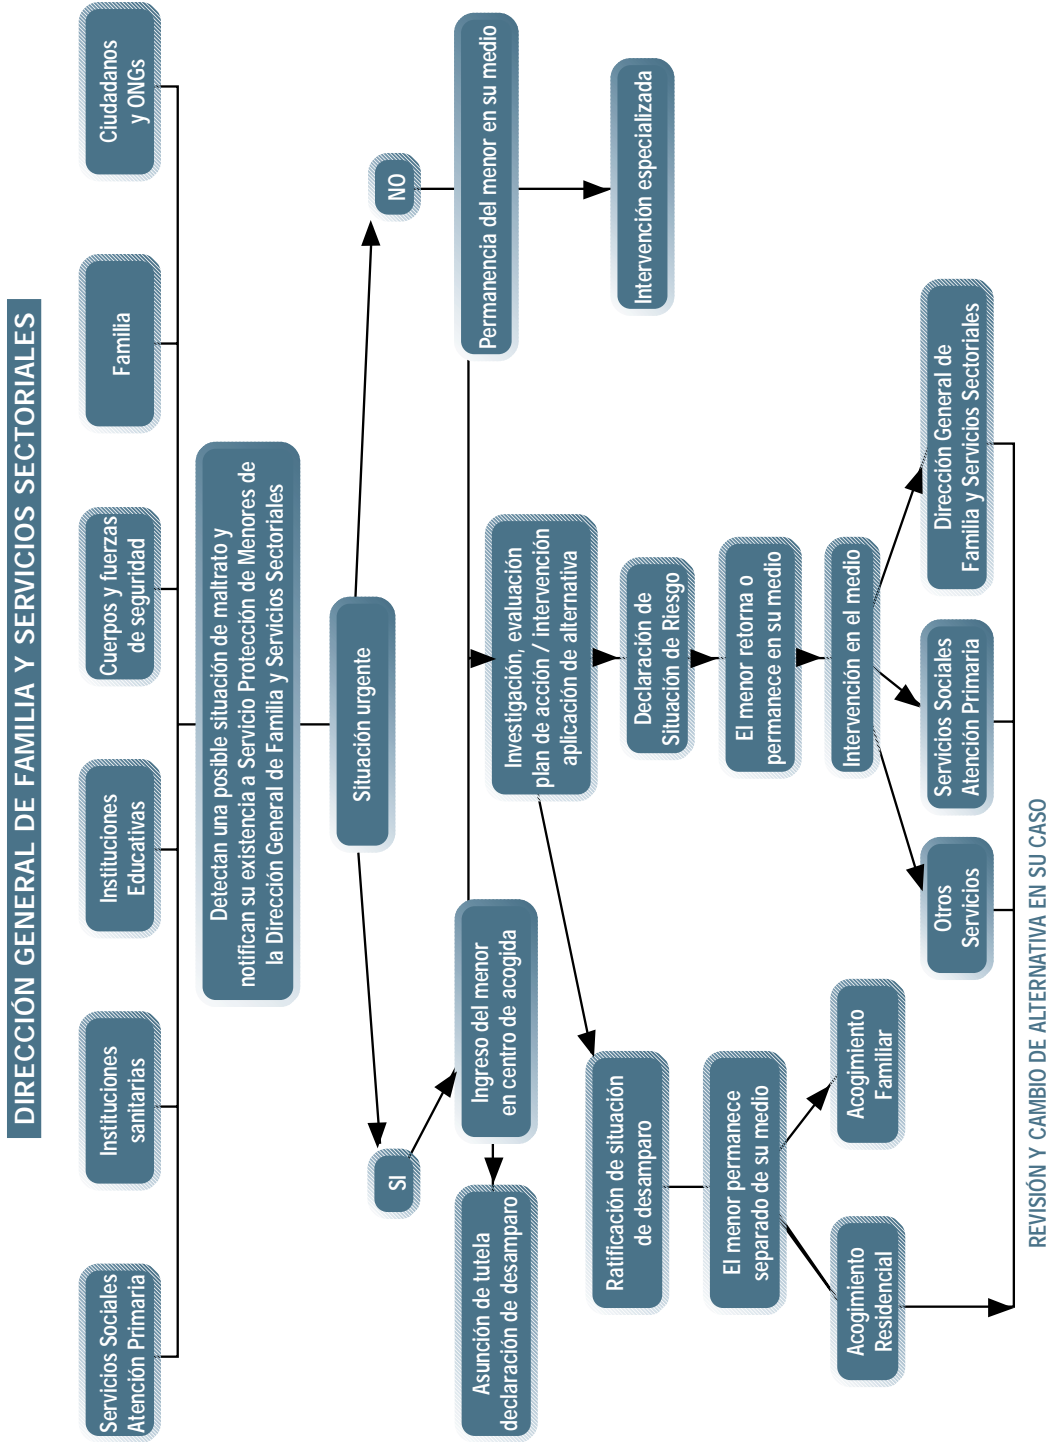 DIRECCIÓN GENERAL DE FAMILIA Y SERVICIOS SECTORIALES
Servicios Sociales
Atención Primaria
Instituciones
sanitarias
Instituciones
Educativas
Cuerpos y fuerzas
de seguridad
Familia
Ciudadanos
y ONGs
Detectan una posible situación de maltrato y
notifican su existencia a Servicio Protección de Menores de
la Dirección General de Familia y Servicios Sectoriales
Situación urgente
SI
NO
Asunción de tutela
declaración de desamparo
Ingreso del menor
en centro de acogida
Permanencia del menor en su medio
Investigación, evaluación
plan de acción / intervención
aplicación de alternativa
Intervención especializada
Ratificación de situación
de desamparo
Declaración de
Situación de Riesgo
El menor permanece
separado de su medio
El menor retorna o
permanece en su medio
Intervención en el medio
Acogimiento
Residencial
Acogimiento
Familiar
Otros
Servicios
Servicios Sociales
Atención Primaria
Dirección General de
Familia y Servicios Sectoriales
REVISIÓN Y CAMBIO DE ALTERNATIVA EN SU CASO